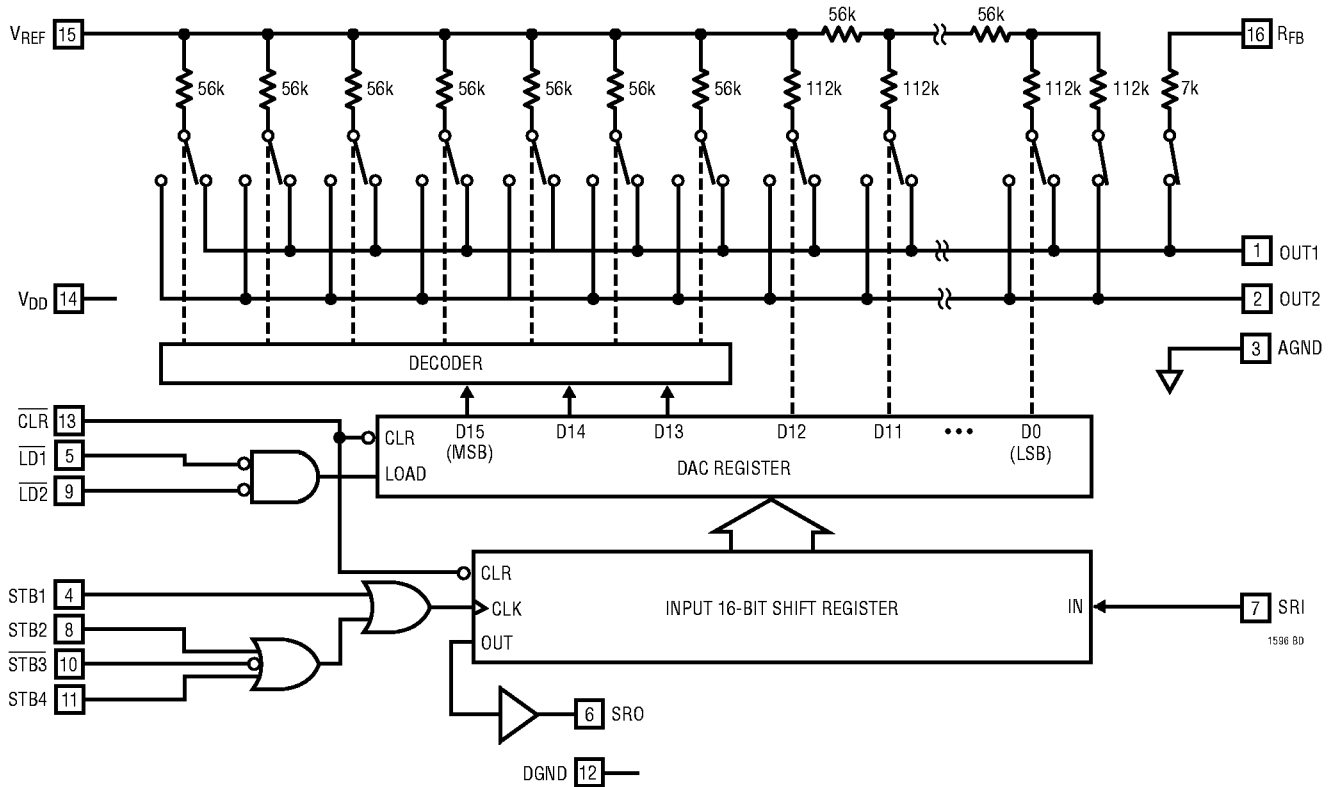 56k 56k
VREF 15 16 RFB
56k 56k 56k 56k 56k 56k 56k 112k 112k 112k 112k 7k
1 OUT1
VDD 14 2 OUT2
3 AGND
DECODER
CLR 13
CLR D15 D14 D13 D12 D11 ••• D0
(MSB) (LSB)
LD1 5
LOAD DAC REGISTER
LD2 9
CLR
STB1 4
CLK INPUT 16-BIT SHIFT REGISTER IN 7 SRI
STB2 8
OUT
1596 BD
STB3 10
STB4 11
6 SRO
DGND 12